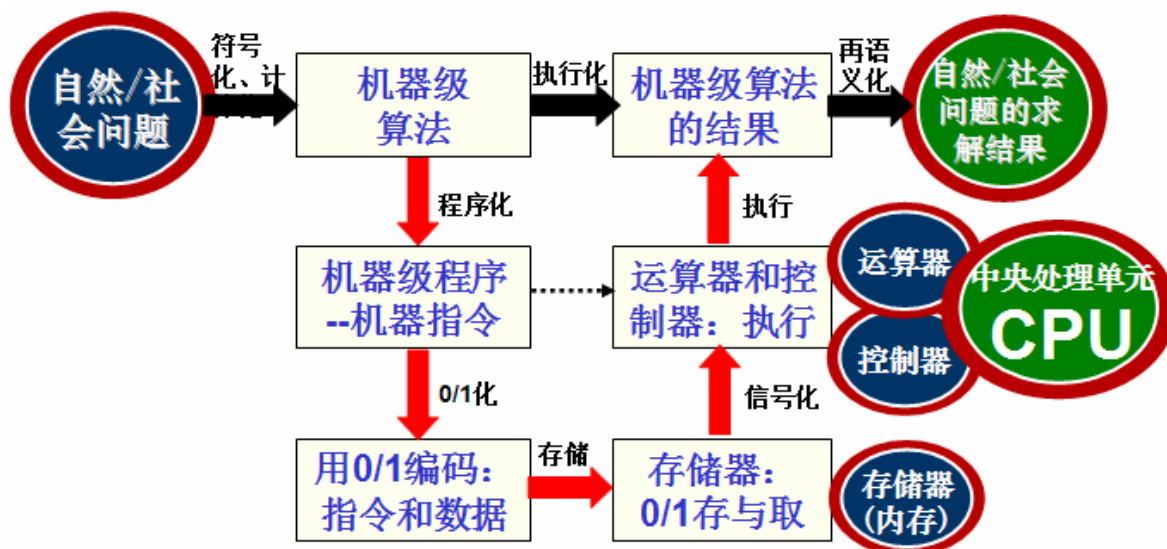 自然/社
会问题
符号
化、计
机器级
算法
执行化
机器级算法
的结果
再语
义化
自然/社会
问题的求
解结果
程序化
执行
机器级程序
--机器指令
运算器和控
制器：执行
运算器
控制器
中央处理单元
CPU
0/1化
信号化
用0/1编码：
指令和数据
存储
存储器：
0/1存与取
存储器
(内存)